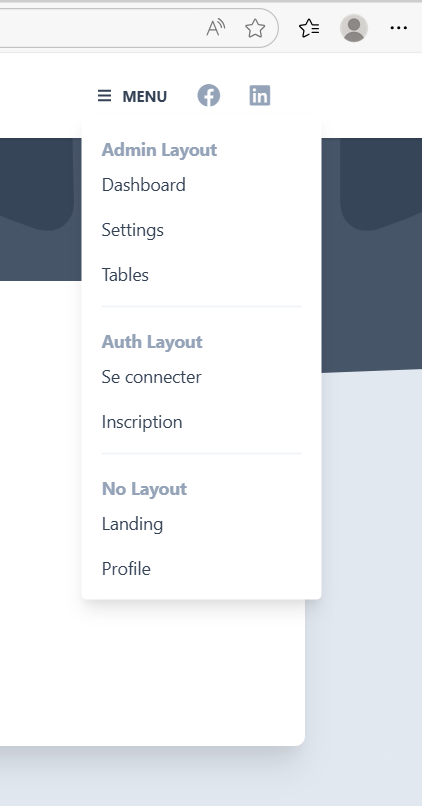 MENU
Admin Layout
Dashboard
Settings
Tables
Auth Layout
Se connecter
Inscription
No Layout
Landing
Profile